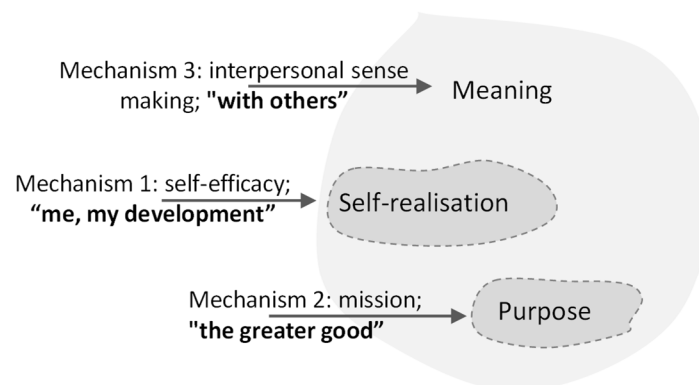 Mechanism 3: interpersonal sense
making; "with others”
Meaning
Mechanism 1: self-efficacy;
“me, my development”
Self-realisation
Mechanism 2: mission;
"the greater good”
Purpose